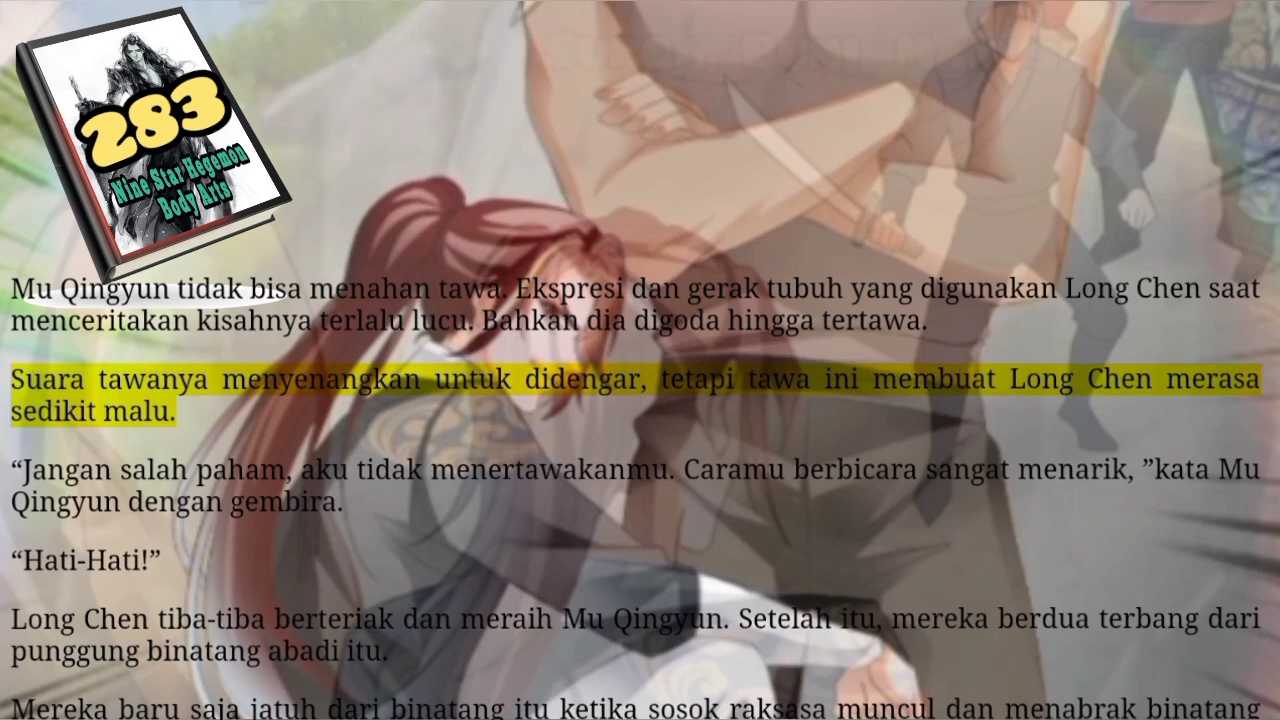 283
Nine Star Hegemon
Body Arts
Mu Qingyun tidak bisa menahan tawa. Ekspresi dan gerak tubuh yang digunakan Long Chen saat
menceritakan kisahnya terlalu lucu. Bahkan dia digoda hingga tertawa.
Suara tawanya menyenangkan untuk didengar, tetapi tawa ini membuat Long Chen merasa
sedikit malu.
“Jangan salah paham, aku tidak menertawakanmu. Caramu berbicara sangat menarik, ”kata Mu
Qingyun dengan gembira.
“Hati-Hati!”
Long Chen tiba-tiba berteriak dan meraih Mu Qingyun. Setelah itu, mereka berdua terbang dari
punggung binatang abadi itu.
Mereka baru saja jatuh dari binatang itu ketika sosok raksasa muncul dan menabrak binatang